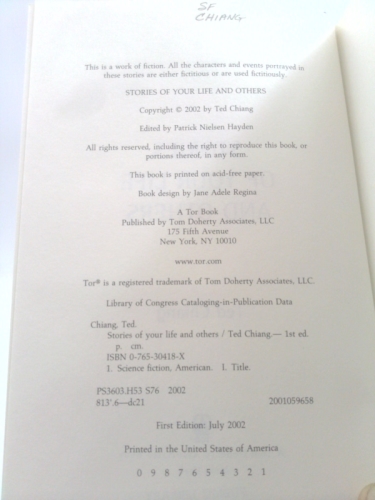 SF
CHIANG
This is a work of fiction. All the characters and events portrayed in
these stories are either fictitious or are used fictitiously.
STORIES OF YOUR LIFE AND OTHERS
Copyright © 2002 by Ted Chiang
Edited by Patrick Nielsen Hayden
All rights reserved, including the right to reproduce this book, or
portions thereof, in any form.
This book is printed on acid-free paper.
Book design by Jane Adele Regina
A Tor Book
Published by Tom Doherty Associates, LLC
175 Fifth Avenue
New York, NY 10010
www.tor.com
Tor® is a registered trademark of Tom Doherty Associates, LLC.
Library of Congress Cataloging-in-Publication Data
Chiang, Ted.
Stories of your life and others / Ted Chiang.— 1st ed.
p. cm.
ISBN 0-765-30418-X
1. Science fiction, American. I. Title.
PS3603.H53 S76 2002
813'.6—dc21 2001059658
First Edition: July 2002
Printed in the United States of America
0 9 8 7 6 5 4 3 2 1